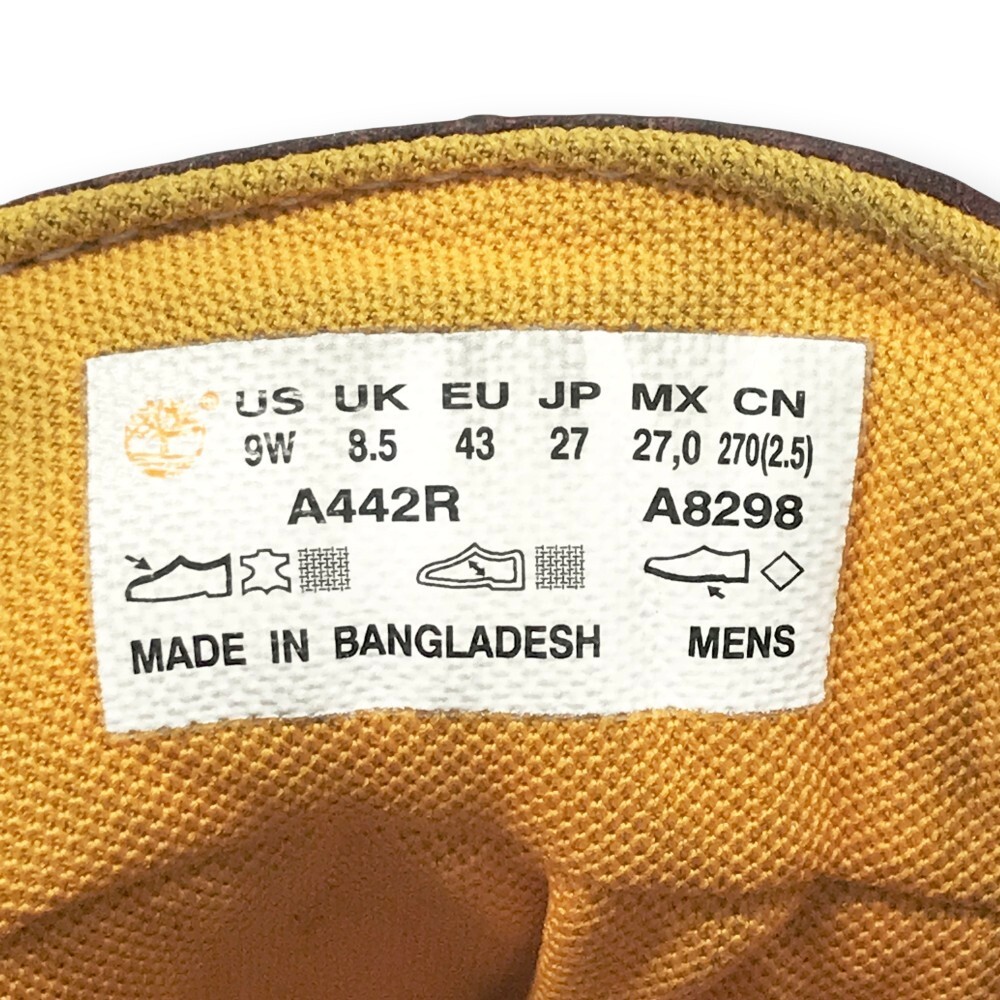 US UK EU JP MX CN
9W 8.5 43 27 27,0 270(2.5)
A442R A8298
MADE IN BANGLADESH MENS